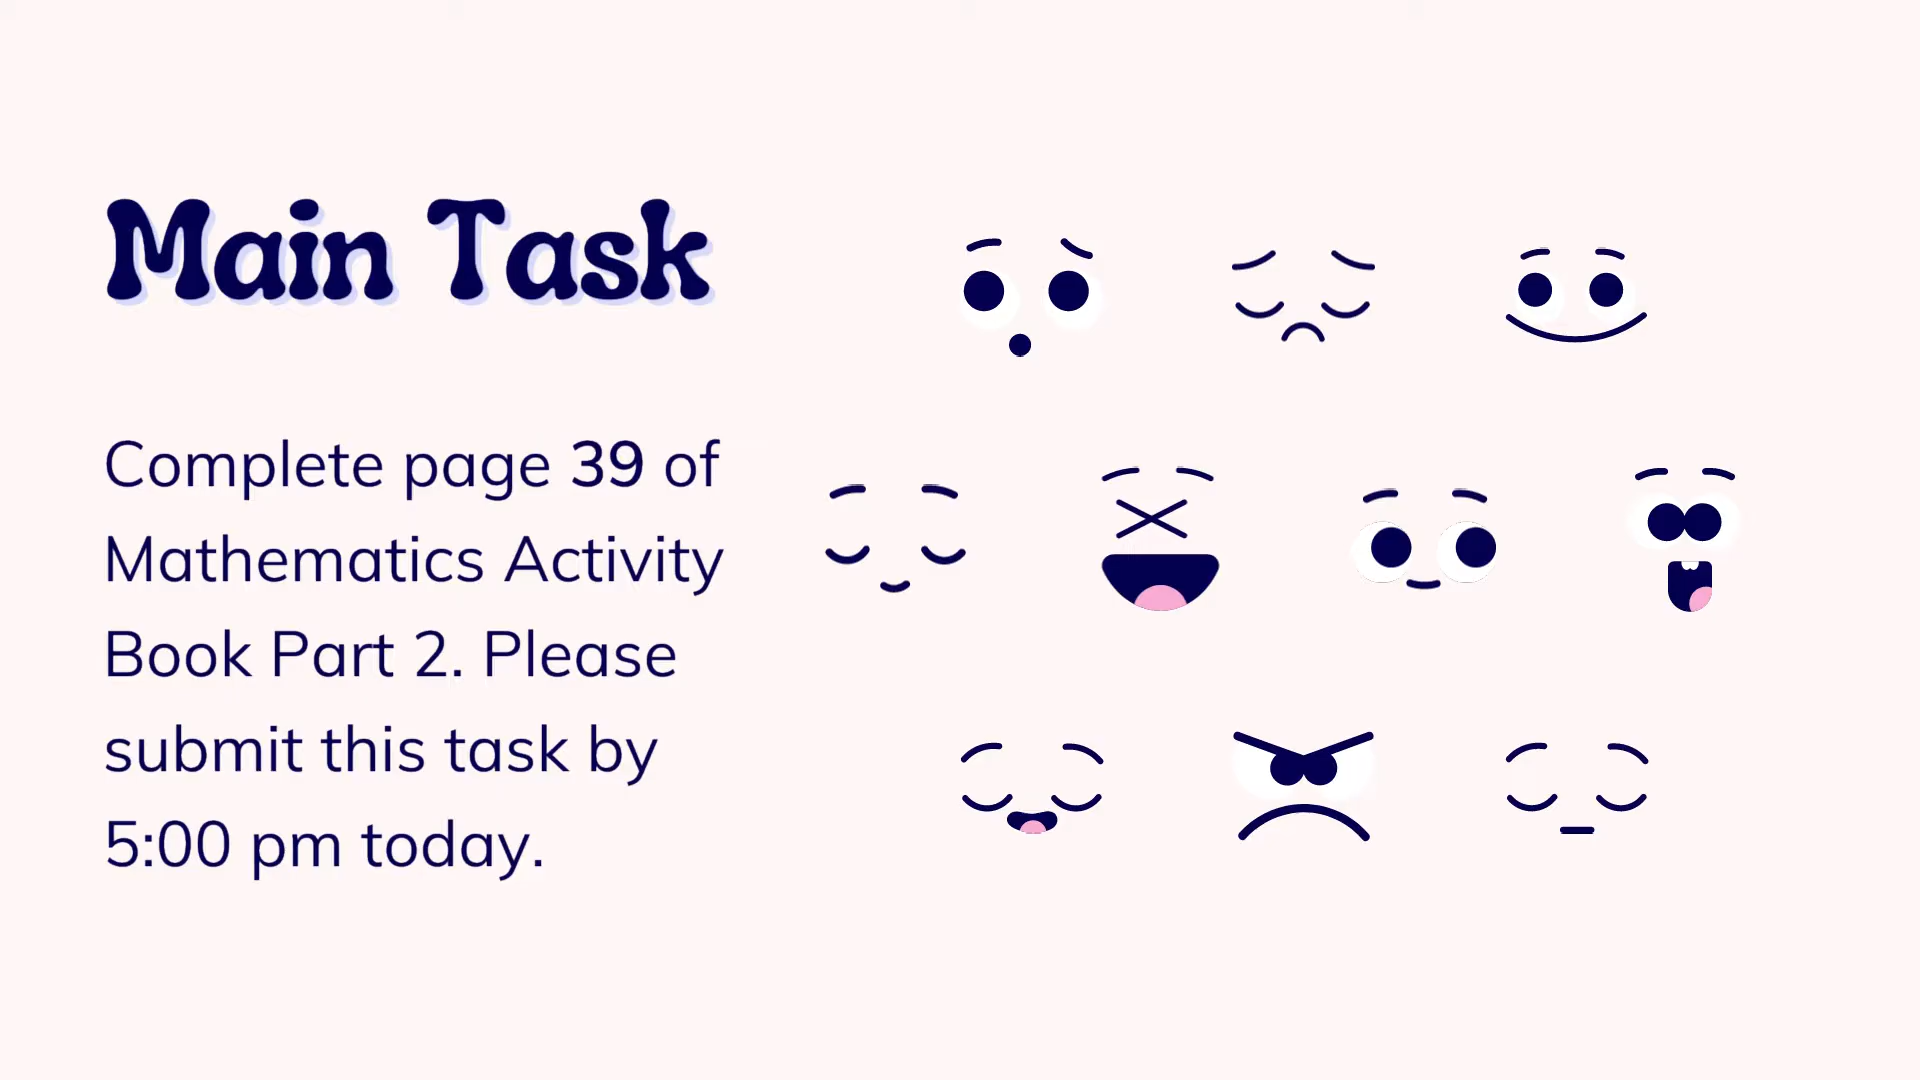 Main Task
Complete page 39 of
Mathematics Activity
Book Part 2. Please
submit this task by
5:00 pm today.